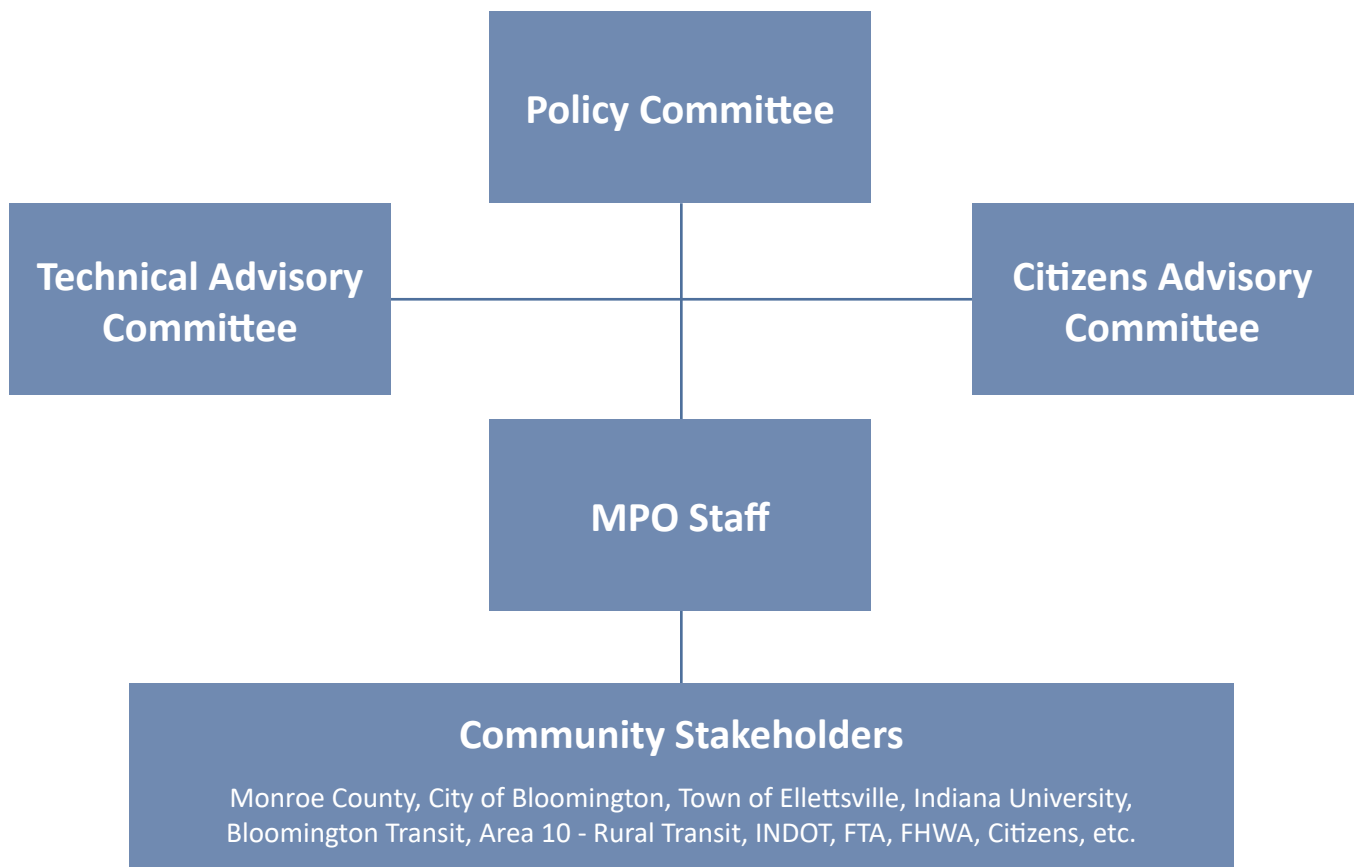 Policy Committee
Technical Advisory
Committee
Citizens Advisory
Committee
MPO Staff
Community Stakeholders
Monroe County, City of Bloomington, Town of Ellettsville, Indiana University,
Bloomington Transit, Area 10 - Rural Transit, INDOT, FTA, FHWA, Citizens, etc.